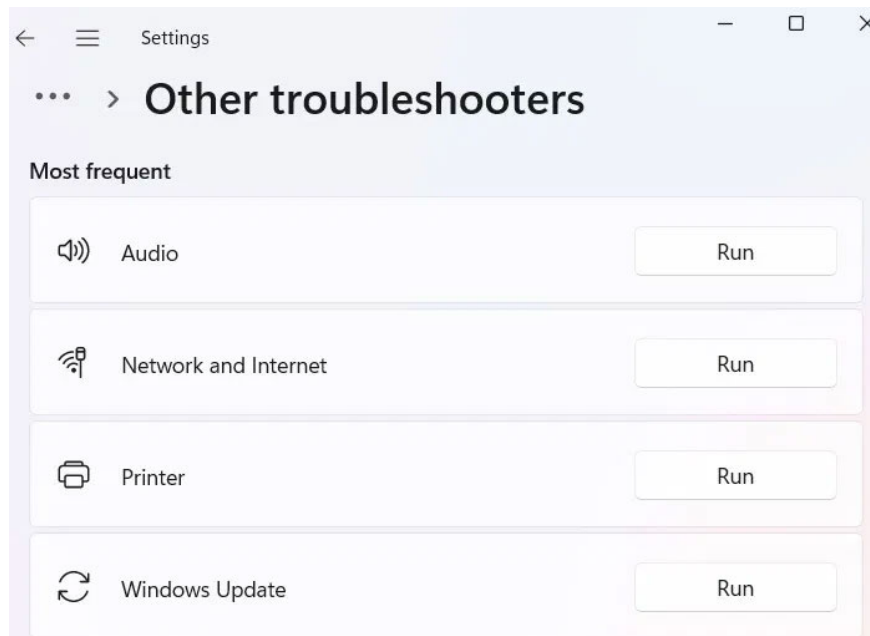 Settings
... > Other troubleshooters
Most frequent
Audio Run
Network and Internet Run
Printer Run
Windows Update Run